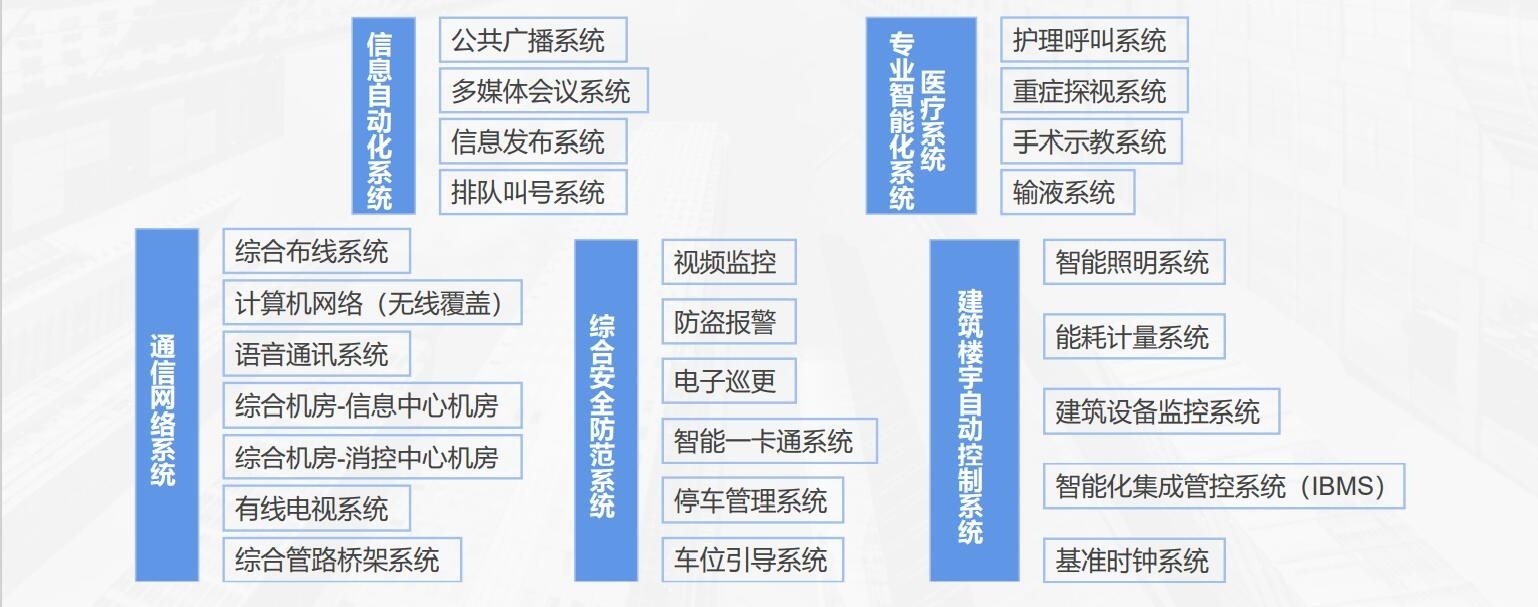 信息自动化系统
公共广播系统
多媒体会议系统
信息发布系统
排队叫号系统
专业智能化系统
医疗系统
护理呼叫系统
重症探视系统
手术示教系统
输液系统
通信网络系统
综合布线系统
计算机网络（无线覆盖）
语音通讯系统
综合机房-信息中心机房
综合机房-消控中心机房
有线电视系统
综合管路桥架系统
综合安全防范系统
视频监控
防盗报警
电子巡更
智能一卡通系统
停车管理系统
车位引导系统
建筑楼宇自动控制系统
智能照明系统
能耗计量系统
建筑设备监控系统
智能化集成管控系统（IBMS）
基准时钟系统